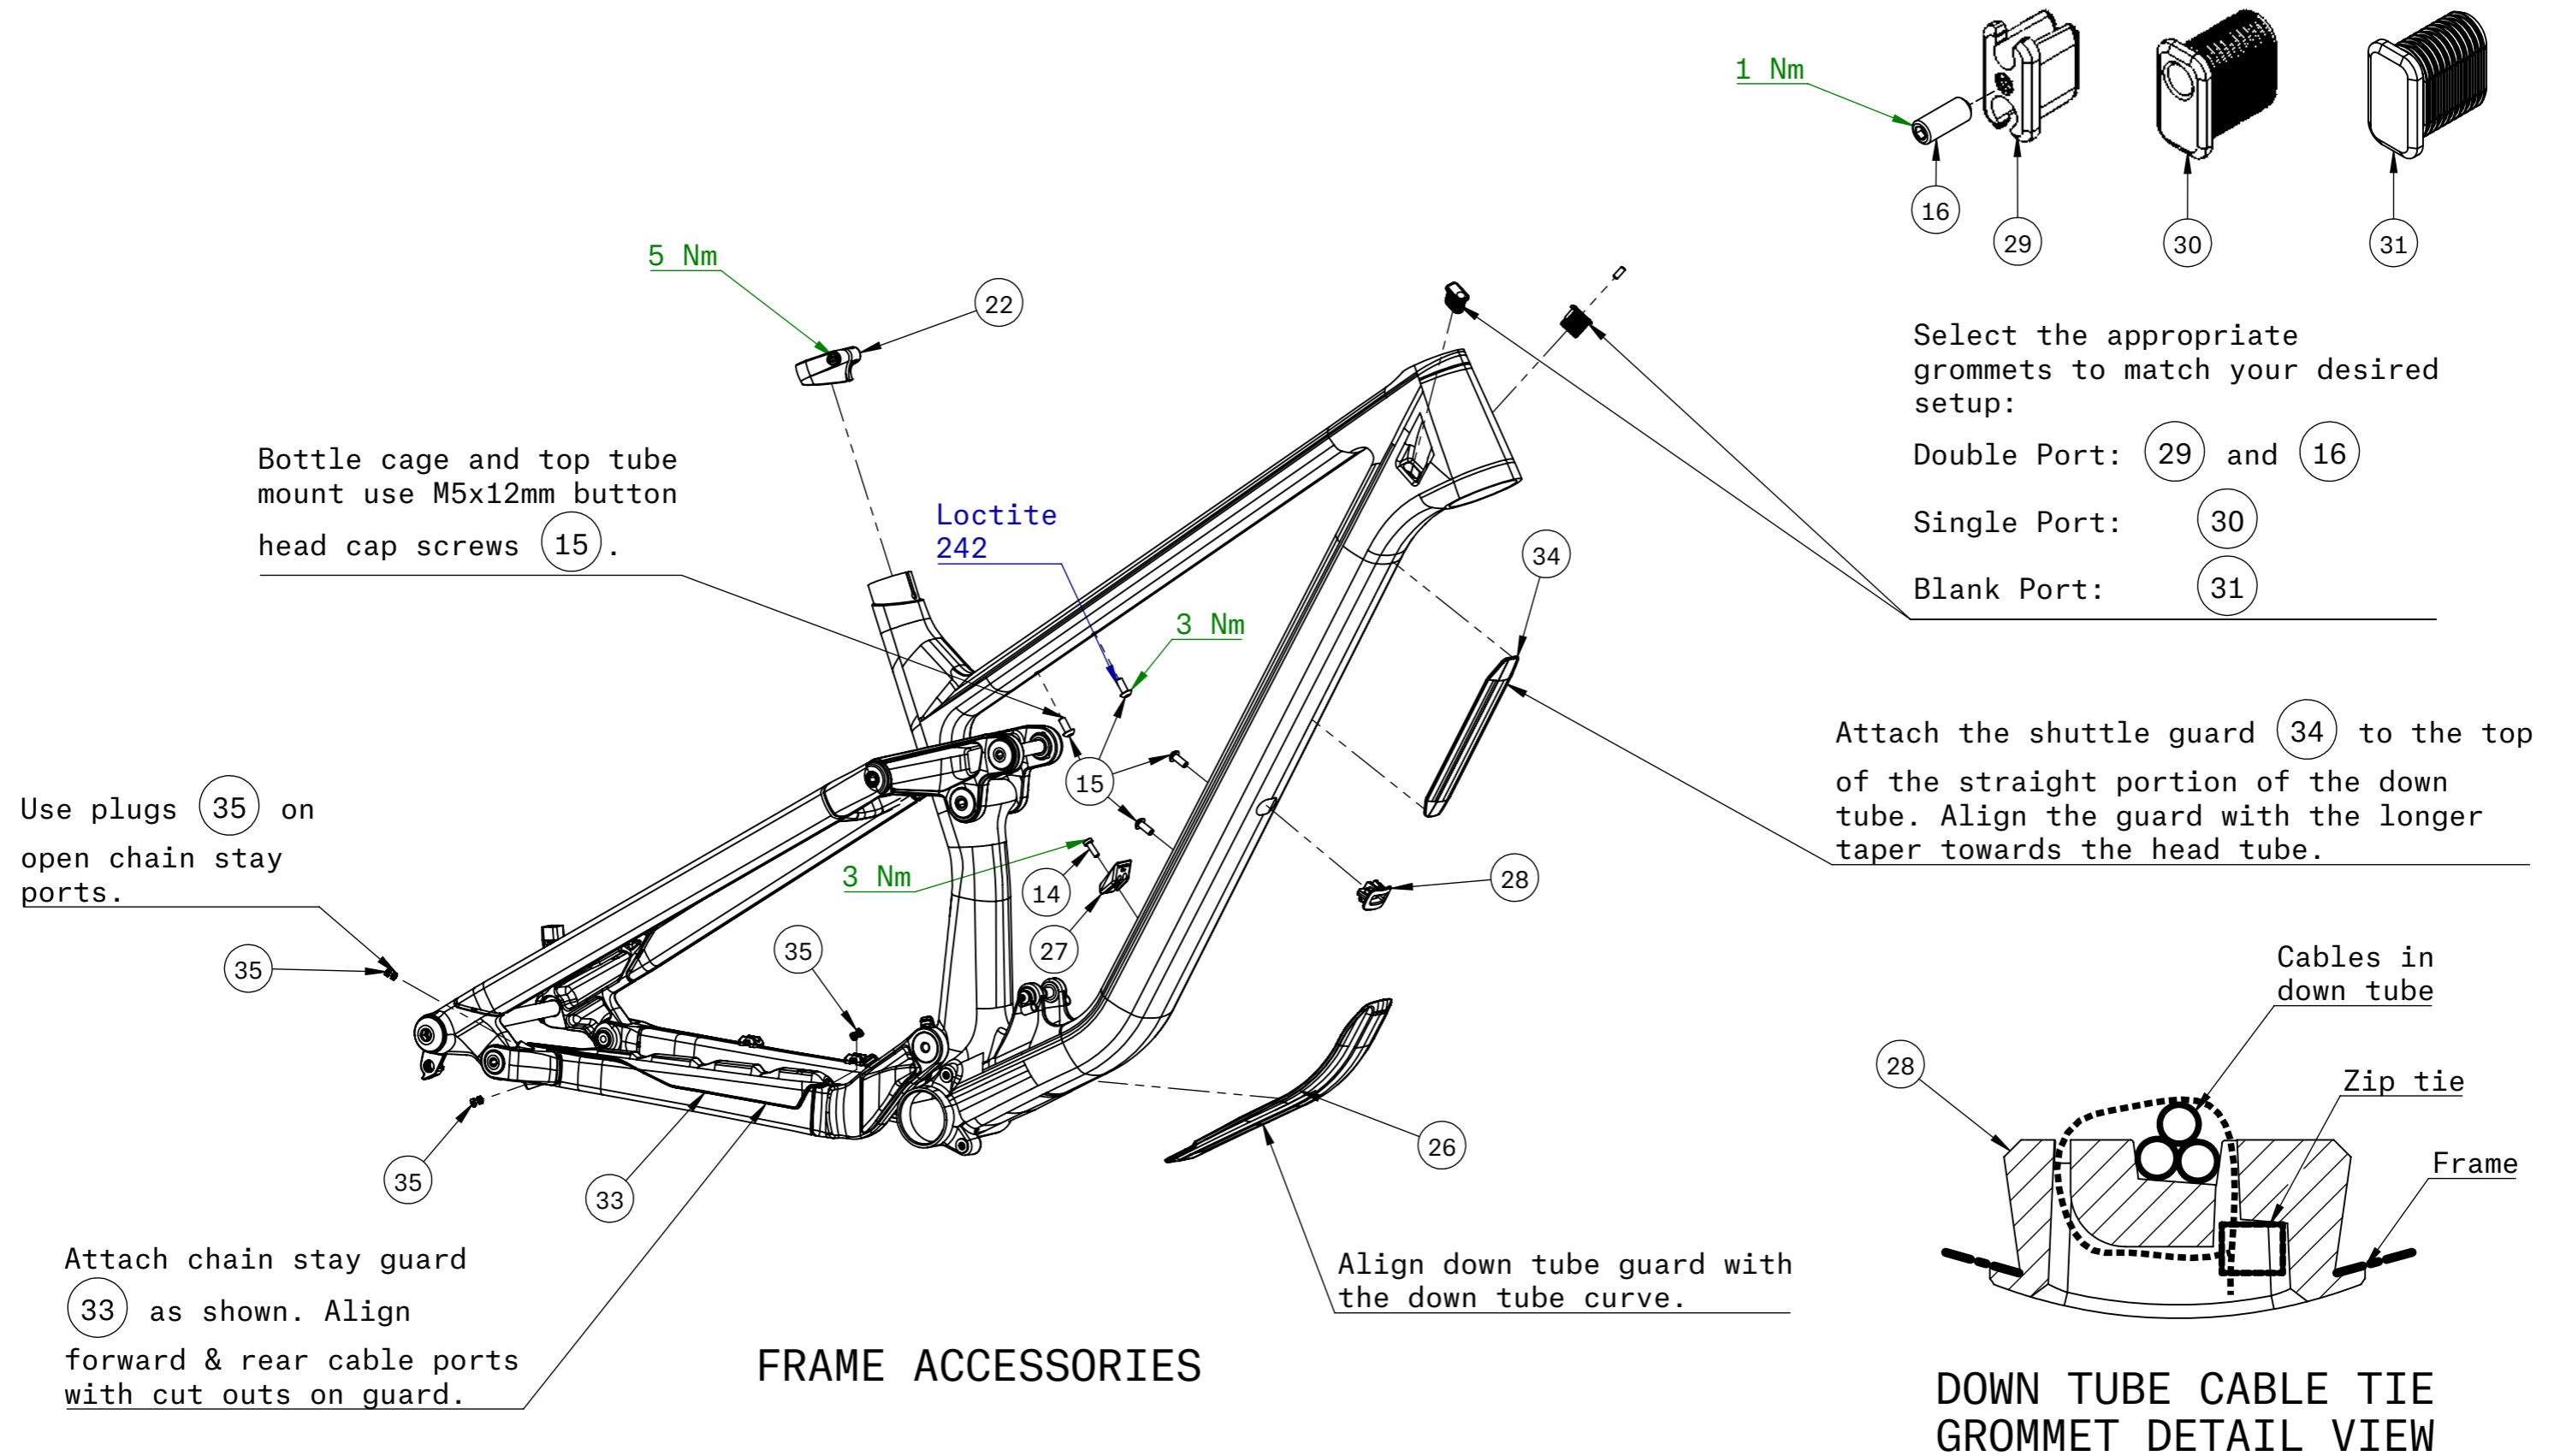 1 Nm
16
29
30
31
Select the appropriate
grommets to match your desired
setup:
Double Port: 29 and 16
Single Port: 30
Blank Port: 31
5 Nm
22
Bottle cage and top tube
mount use M5x12mm button
head cap screws 15.
Loctite
242
3 Nm
34
15
Attach the shuttle guard 34 to the top
of the straight portion of the down
tube. Align the guard with the longer
taper towards the head tube.
Use plugs 35 on
open chain stay
ports.
3 Nm
14
27
28
35
35
35
33
26
Attach chain stay guard
33 as shown. Align
forward & rear cable ports
with cut outs on guard.
Align down tube guard with
the down tube curve.
FRAME ACCESSORIES
Cables in
down tube
28
Zip tie
Frame
DOWN TUBE CABLE TIE
GROMMET DETAIL VIEW